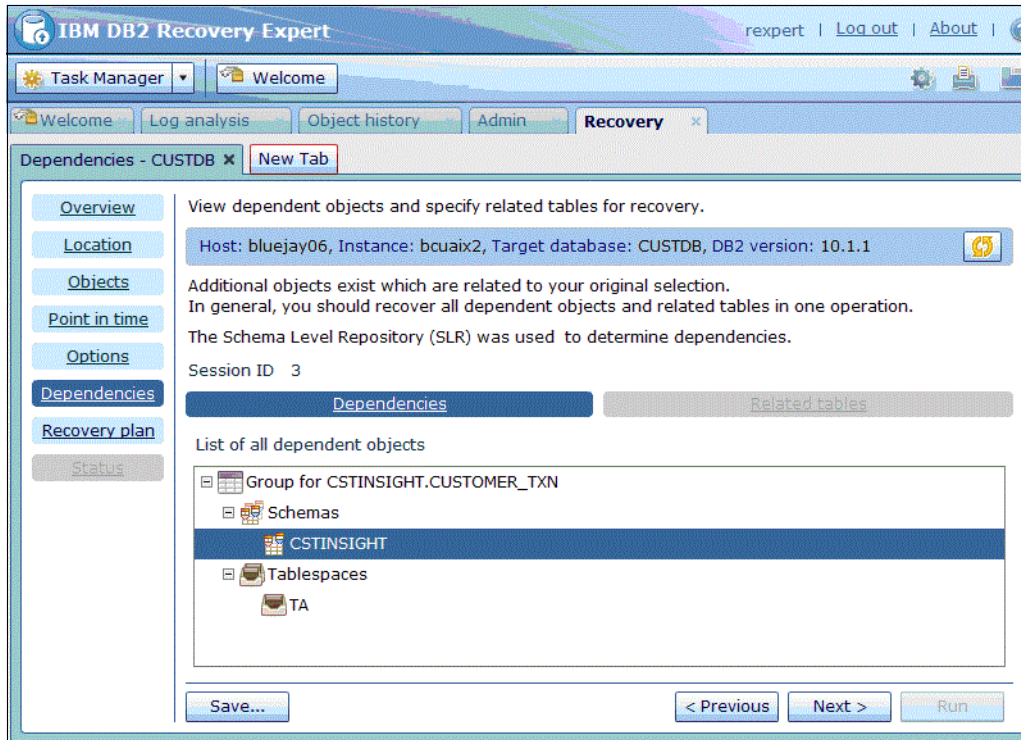 IBM DB2 Recovery Expert rexpert | Log out | About |
Task Manager Welcome
Welcome Log analysis Object history Admin Recovery
Dependencies - CUSTDB New Tab
Overview
Location
Objects
Point in time
Options
Dependencies
Recovery plan
Status
View dependent objects and specify related tables for recovery.
Host: bluejay06, Instance: bcuaix2, Target database: CUSTDB, DB2 version: 10.1.1
Additional objects exist which are related to your original selection.
In general, you should recover all dependent objects and related tables in one operation.
The Schema Level Repository (SLR) was used to determine dependencies.
Session ID 3
Dependencies Related tables
List of all dependent objects
Group for CSTINSIGHT.CUSTOMER_TXN
Schemas
CSTINSIGHT
Tablespaces
TA
Save... < Previous Next > Run